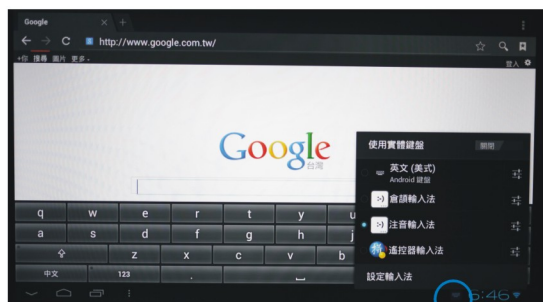 Google
http://www.google.com.tw/
+你 搜尋 圖片 更多
登入
Google
台灣
使用實體鍵盤 關閉
英文 (美式)
Android 鍵盤
倉頡輸入法
注音輸入法
遙控器輸入法
設定輸入法
q w e r t y u
a s d f g h j
z x c v b
中文 123 .
5:46